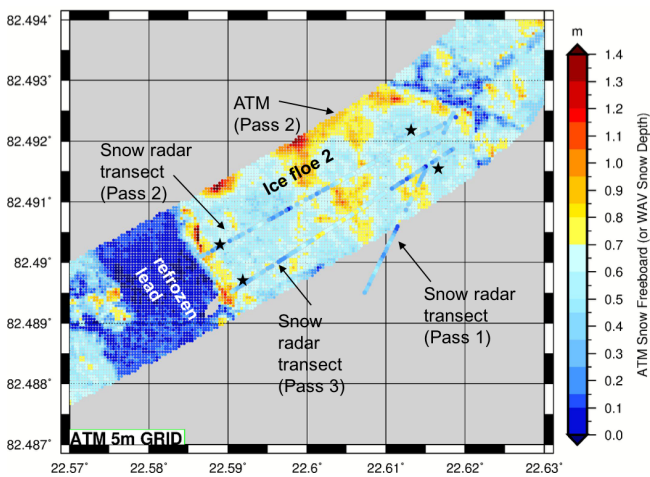 m
82.494°
82.493°
82.492°
82.491°
82.49°
82.489°
82.488°
82.487°
22.57°
22.58°
22.59°
22.6°
22.61°
22.62°
22.63°
ATM
(Pass 2)
Snow radar
transect
(Pass 2)
Ice floe 2
refrozen
lead
Snow
radar
transect
(Pass 3)
Snow radar
transect
(Pass 1)
ATM 5m GRID
1.4
1.3
1.2
1.1
1.0
0.9
0.8
0.7
0.6
0.5
0.4
0.3
0.2
0.1
0.0
ATM Snow Freeboard (or WAV Snow Depth)